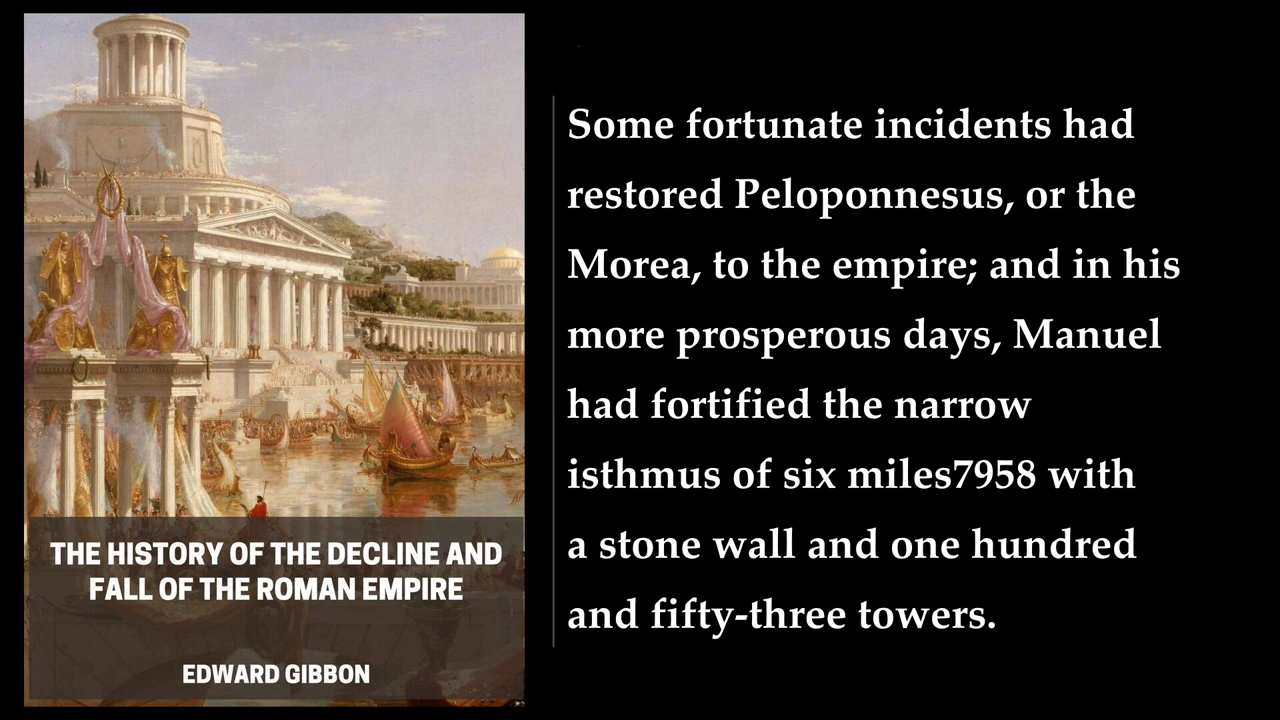 THE HISTORY OF THE DECLINE AND
FALL OF THE ROMAN EMPIRE
EDWARD GIBBON
Some fortunate incidents had
restored Peloponnesus, or the
Morea, to the empire; and in his
more prosperous days, Manuel
had fortified the narrow
isthmus of six miles7958 with
a stone wall and one hundred
and fifty-three towers.